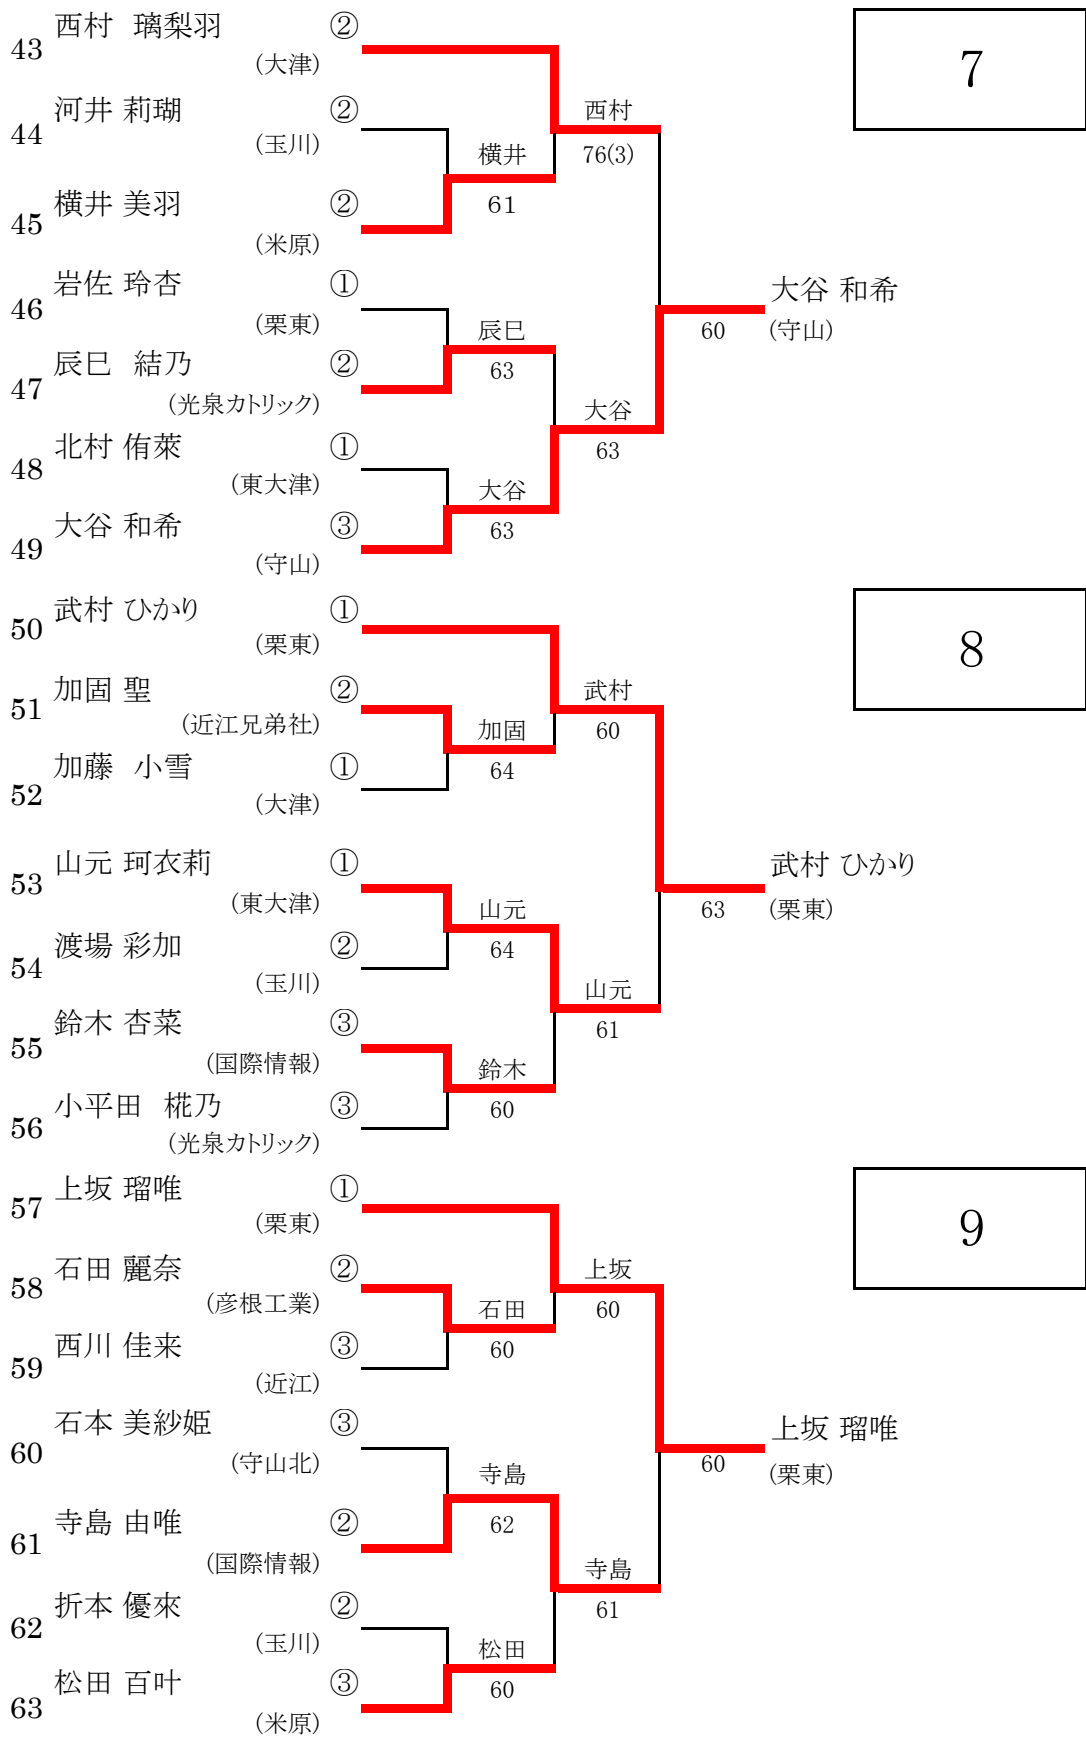 43 西村 璃梨羽 ②
(大津)
7
44 河井 莉瑚 ②
(玉川)
西村
76(3)
横井
61
45 横井 美羽 ②
(米原)
46 岩佐 玲杏 ①
(栗東)
大谷 和希
60 (守山)
辰巳
63
47 辰巳 結乃 ②
(光泉カトリック)
大谷
63
48 北村 侑萊 ①
(東大津)
大谷
63
49 大谷 和希 ③
(守山)
50 武村 ひかり ①
(栗東)
8
51 加固 聖 ②
(近江兄弟社)
武村
60
加固
64
52 加藤 小雪 ①
(大津)
53 山元 珂衣莉 ①
(東大津)
武村 ひかり
63 (栗東)
山元
64
54 渡場 彩加 ②
(玉川)
山元
61
55 鈴木 杏菜 ③
(国際情報)
鈴木
60
56 小平田 椛乃 ③
(光泉カトリック)
57 上坂 瑠唯 ①
(栗東)
9
58 石田 麗奈 ②
(彦根工業)
上坂
60
石田
60
59 西川 佳来 ③
(近江)
60 石本 美紗姫 ③
(守山北)
上坂 瑠唯
60 (栗東)
寺島
62
61 寺島 由唯 ②
(国際情報)
寺島
61
62 折本 優來 ②
(玉川)
松田
60
63 松田 百叶 ③
(米原)